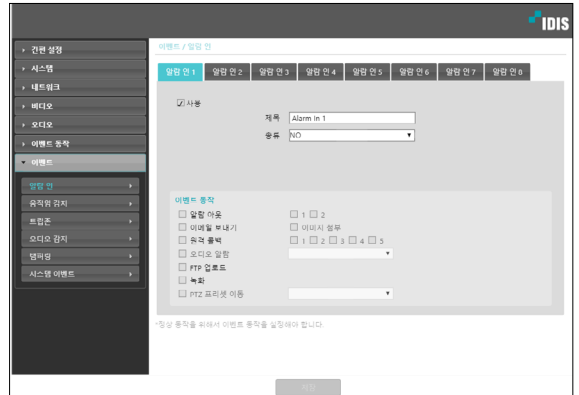 IDIS
간편 설정
시스템
네트워크
비디오
오디오
이벤트 동작
이벤트
알람 인
움직임 감지
트립존
오디오 감지
탬퍼링
시스템 이벤트
이벤트 / 알람 인
알람 인 1 알람 인 2 알람 인 3 알람 인 4 알람 인 5 알람 인 6 알람 인 7 알람 인 8
사용
제목 Alarm In 1
종류 NO
이벤트 동작
알람 아웃 1 2
이메일 보내기 이미지 첨부
원격 콜백 1 2 3 4 5
오디오 알람
FTP 업로드
녹화
PTZ 프리셋 이동
*정상 동작을 위해서 이벤트 동작을 설정해야 합니다.
저장